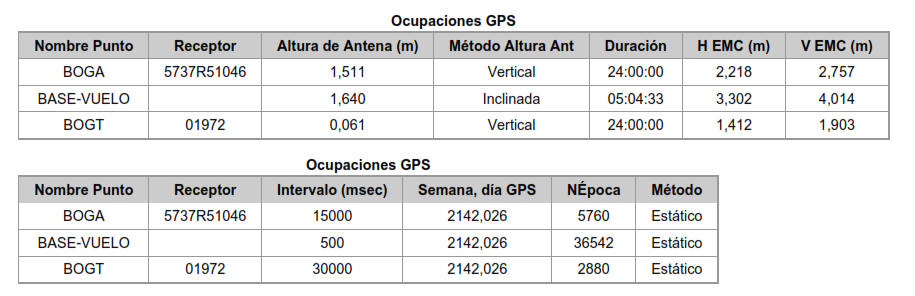 Ocupaciones GPS
Nombre Punto Receptor Altura de Antena (m) Método Altura Ant Duración H EMC (m) V EMC (m)
BOGA 5737R51046 1,511 Vertical 24:00:00 2,218 2,757
BASE-VUELO 1,640 Inclinada 05:04:33 3,302 4,014
BOGT 01972 0,061 Vertical 24:00:00 1,412 1,903
Ocupaciones GPS
Nombre Punto Receptor Intervalo (msec) Semana, día GPS NÉpoca Método
BOGA 5737R51046 15000 2142,026 5760 Estático
BASE-VUELO 500 2142,026 36542 Estático
BOGT 01972 30000 2142,026 2880 Estático